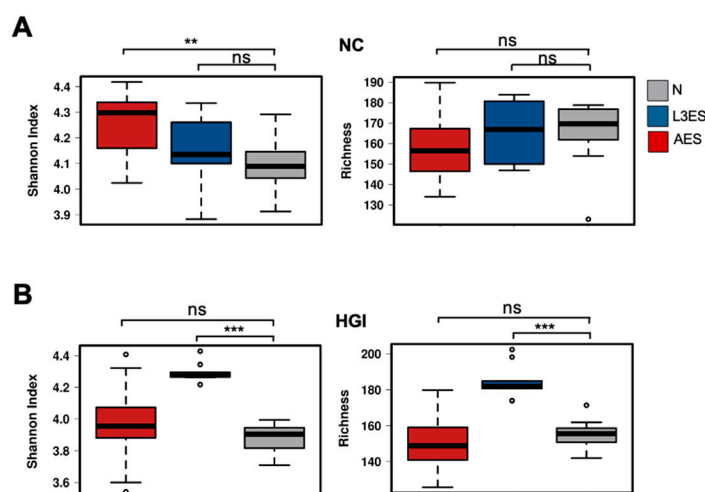 A
**
ns
NC
ns
ns
N
L3ES
AES
Shannon Index
4.4
4.3
4.2
4.1
4.0
3.9
Richness
190
180
170
160
150
140
130
B
ns
***
HGI
ns
***
Shannon Index
4.4
4.2
4.0
3.8
3.6
Richness
200
180
160
140